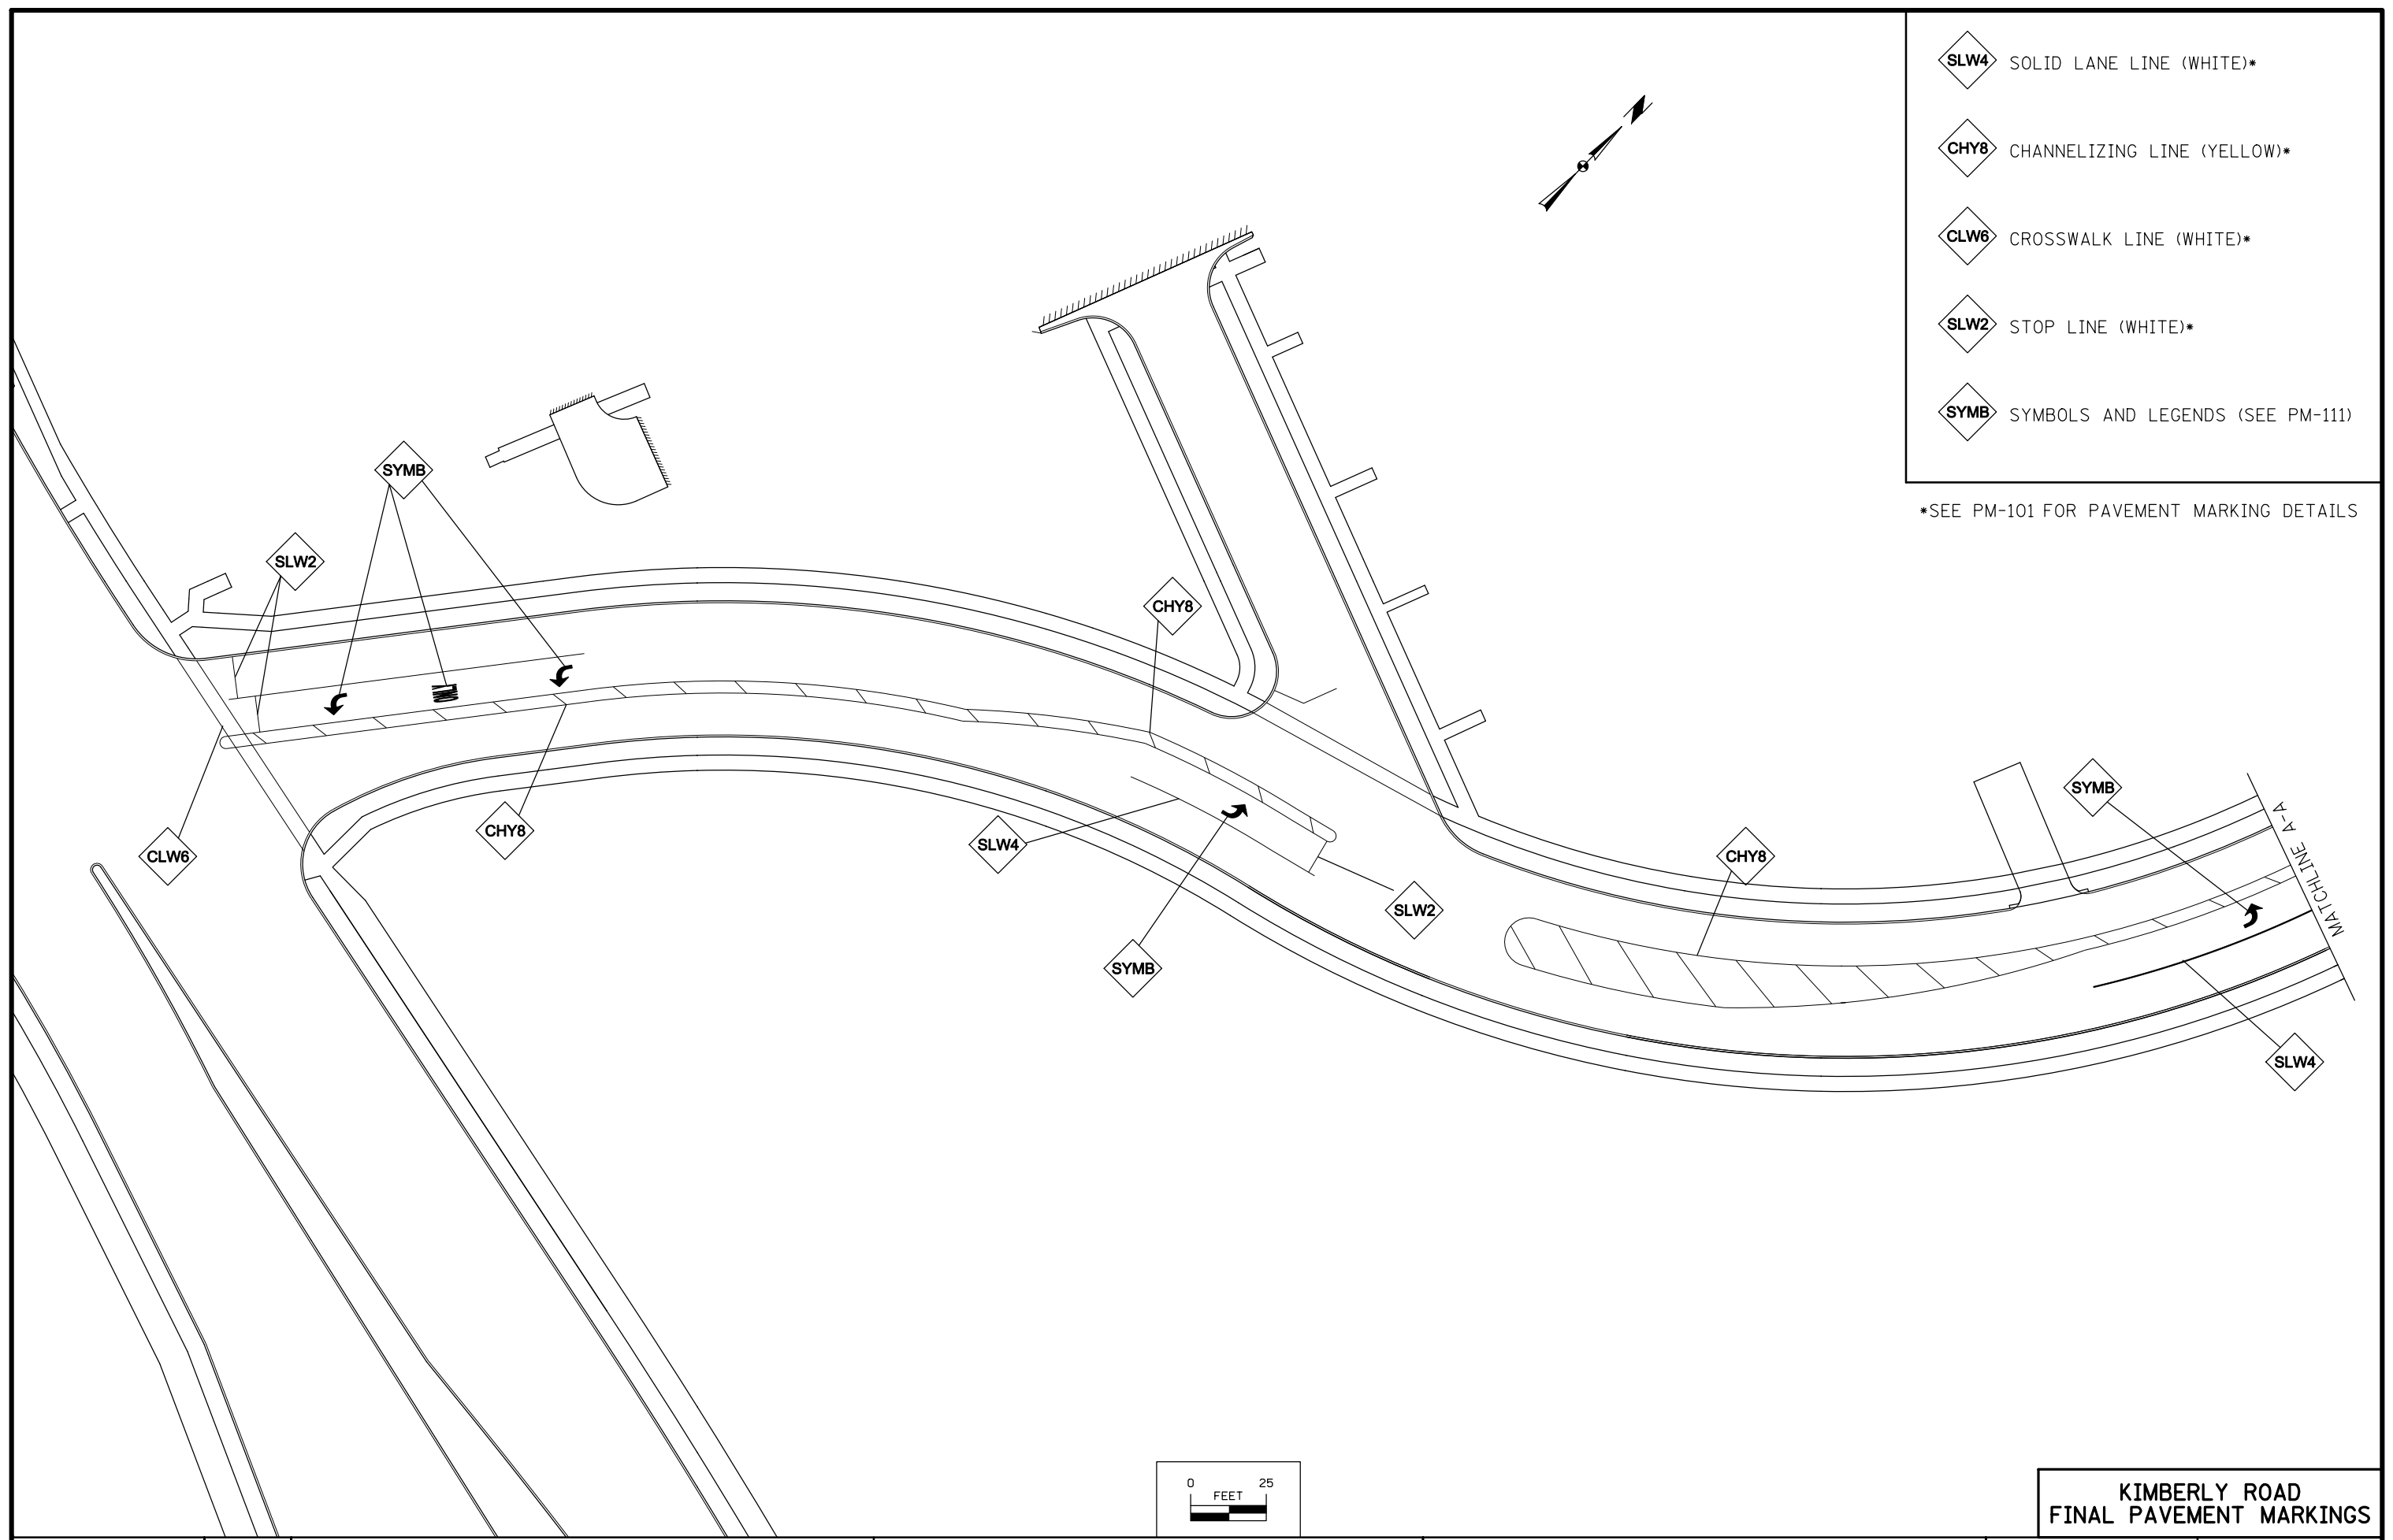 SLW4 SOLID LANE LINE (WHITE)*
CHY8 CHANNELIZING LINE (YELLOW)*
CLW6 CROSSWALK LINE (WHITE)*
SLW2 STOP LINE (WHITE)*
SYMB SYMBOLS AND LEGENDS (SEE PM-111)
*SEE PM-101 FOR PAVEMENT MARKING DETAILS
N
SYMB
SLW2
CHY8
SYMB
MATCHLINE A-A
CHY8
SLW4
CHY8
CLW6
SLW2
SYMB
SLW4
0 25
FEET
KIMBERLY ROAD
FINAL PAVEMENT MARKINGS